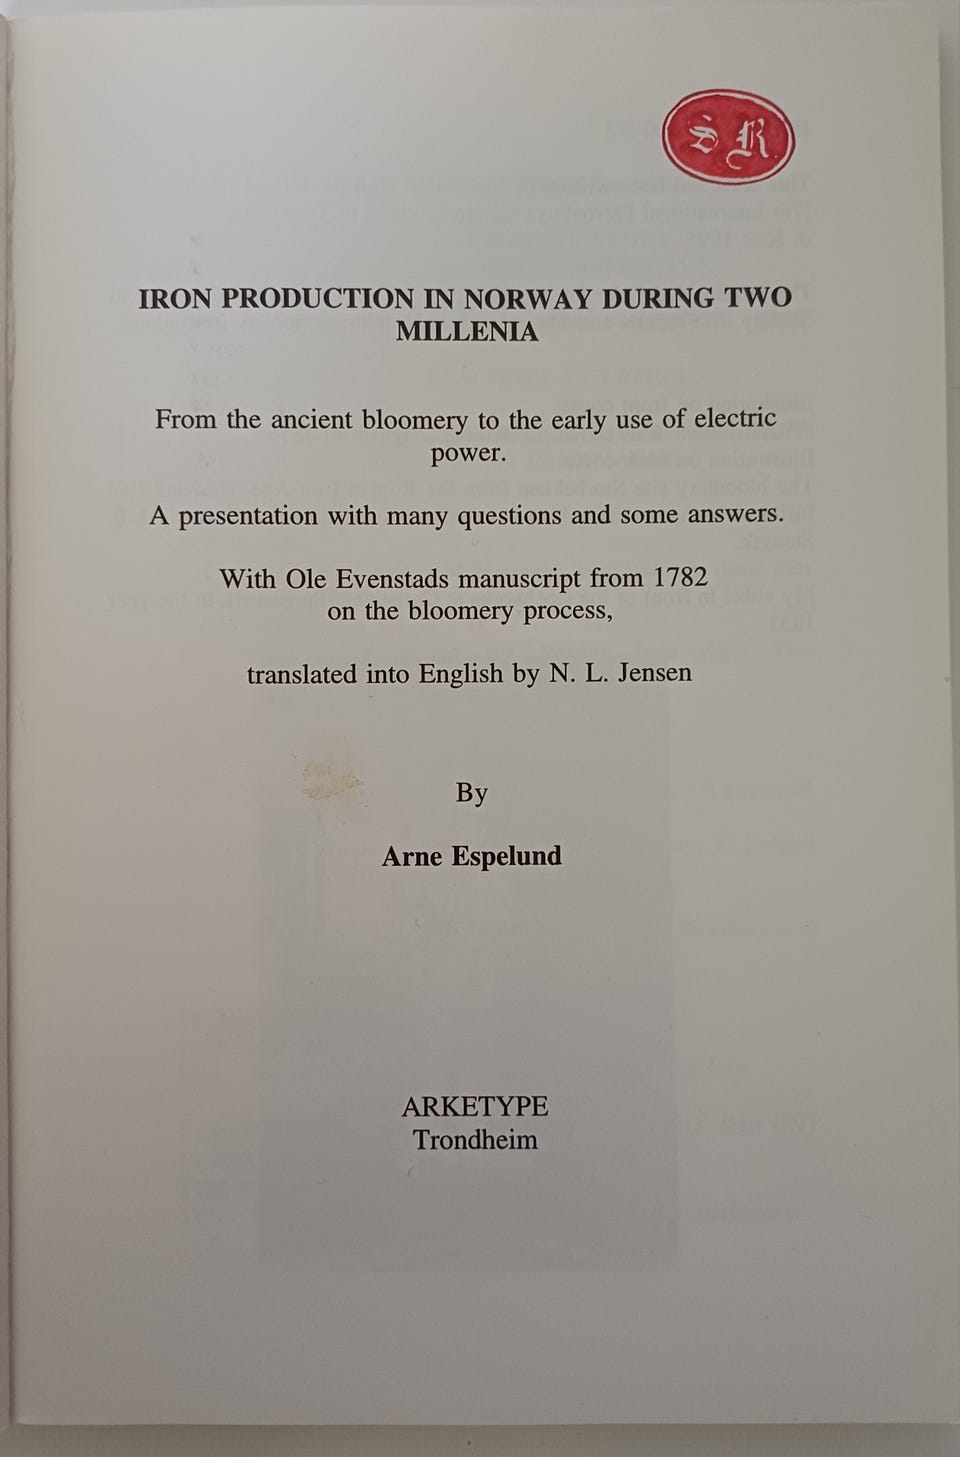 S R
IRON PRODUCTION IN NORWAY DURING TWO
MILLENIA
From the ancient bloomery to the early use of electric
power.
A presentation with many questions and some answers.
With Ole Evenstads manuscript from 1782
on the bloomery process,
translated into English by N. L. Jensen
By
Arne Espelund
ARKETYPE
Trondheim